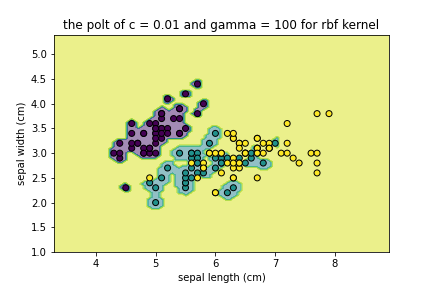 the polt of c = 0.01 and gamma = 100 for rbf kernel
5.0
4.5
4.0
3.5
3.0
2.5
2.0
1.5
1.0
sepal width (cm)
4 5 6 7 8
sepal length (cm)